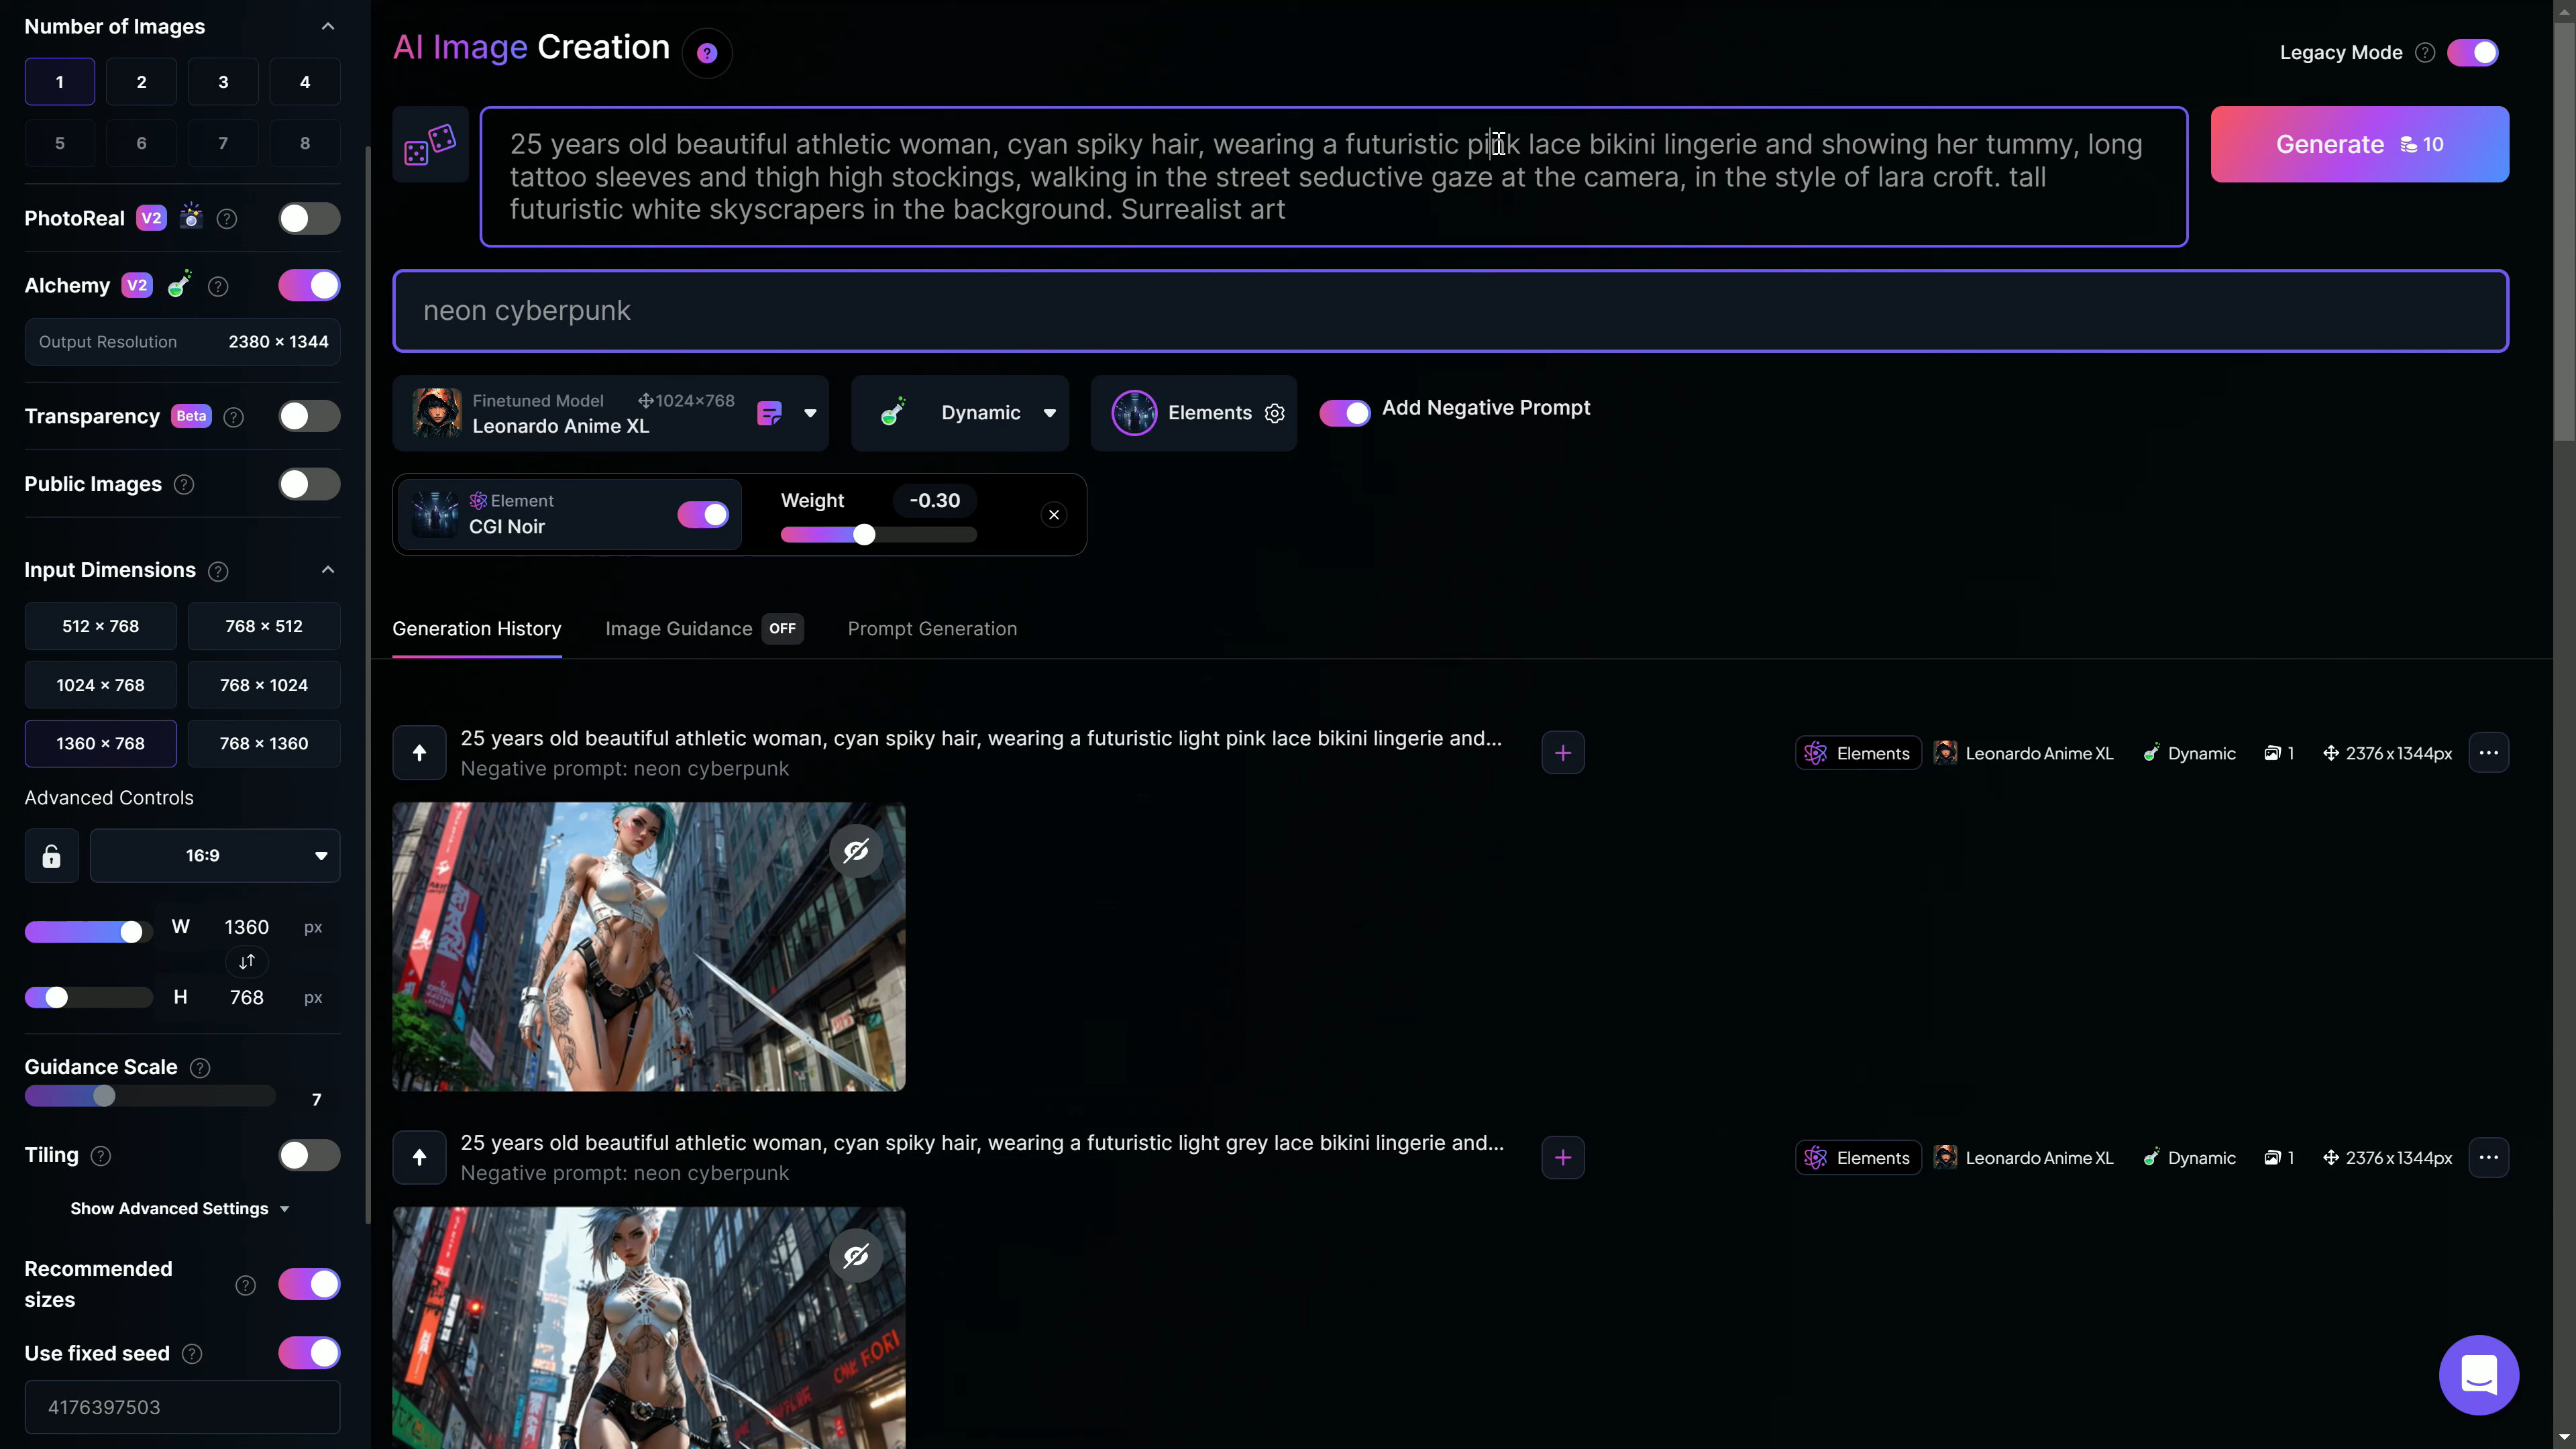 Number of Images
1
2
3
4
5
6
7
8
PhotoReal V2
Alchemy V2
Output Resolution 2380 × 1344
Transparency Beta
Public Images
Input Dimensions
512 × 768
768 × 512
1024 × 768
768 × 1024
1360 × 768
768 × 1360
Advanced Controls
16:9
W 1360 px
H 768 px
Guidance Scale
7
Tiling
Show Advanced Settings
Recommended
sizes
Use fixed seed
4176397503
AI Image Creation
Legacy Mode
25 years old beautiful athletic woman, cyan spiky hair, wearing a futuristic pink lace bikini lingerie and showing her tummy, long
tattoo sleeves and thigh high stockings, walking in the street seductive gaze at the camera, in the style of lara croft. tall
futuristic white skyscrapers in the background. Surrealist art
Generate 10
neon cyberpunk
Finetuned Model 1024×768
Leonardo Anime XL
Dynamic
Elements
Add Negative Prompt
Element
CGI Noir
Weight -0.30
Generation History
Image Guidance OFF
Prompt Generation
25 years old beautiful athletic woman, cyan spiky hair, wearing a futuristic light pink lace bikini lingerie and...
Negative prompt: neon cyberpunk
Elements Leonardo Anime XL Dynamic 1 2376x1344px
25 years old beautiful athletic woman, cyan spiky hair, wearing a futuristic light grey lace bikini lingerie and...
Negative prompt: neon cyberpunk
Elements Leonardo Anime XL Dynamic 1 2376x1344px